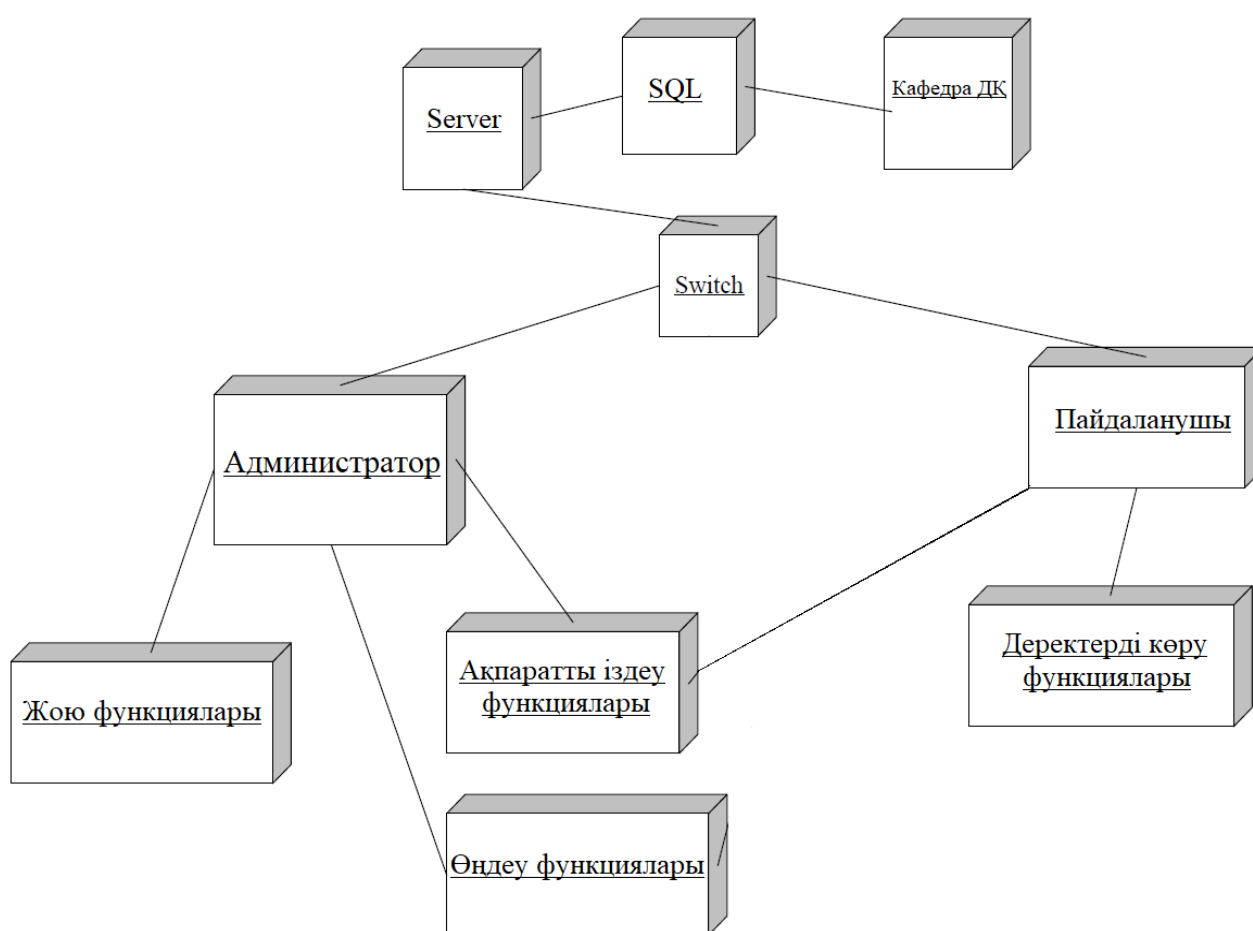 SQL
Кафедра ДҚ
Server
Switch
Пайдаланушы
Администратор
Ақпаратты іздеу
функциялары
Деректерді көру
функциялары
Жою функциялары
Өңдеу функциялары